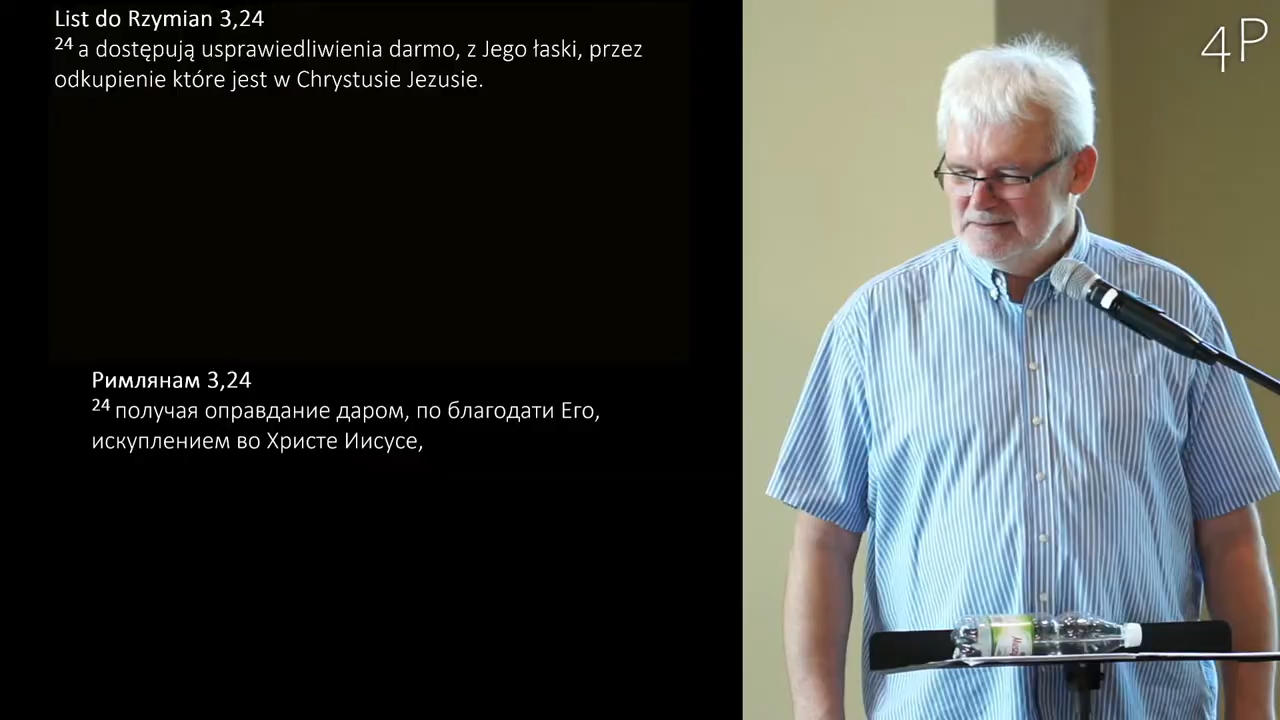 List do Rzymian 3,24
24 a dostępują usprawiedliwienia darmo, z Jego łaski, przez
odkupienie które jest w Chrystusie Jezusie.
Римлянам 3,24
24 получая оправдание даром, по благодати Его,
искуплением во Христе Иисусе,
4P